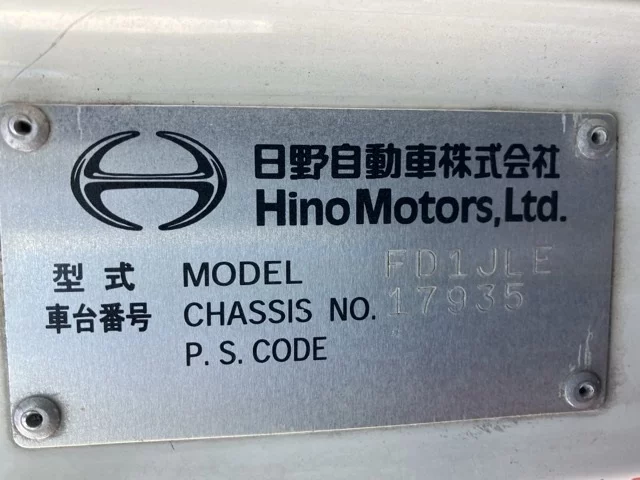 日野自動車株式会社
Hino Motors, Ltd.
型式 MODEL FD1JLE
車台番号 CHASSIS NO. 17935
P. S. CODE